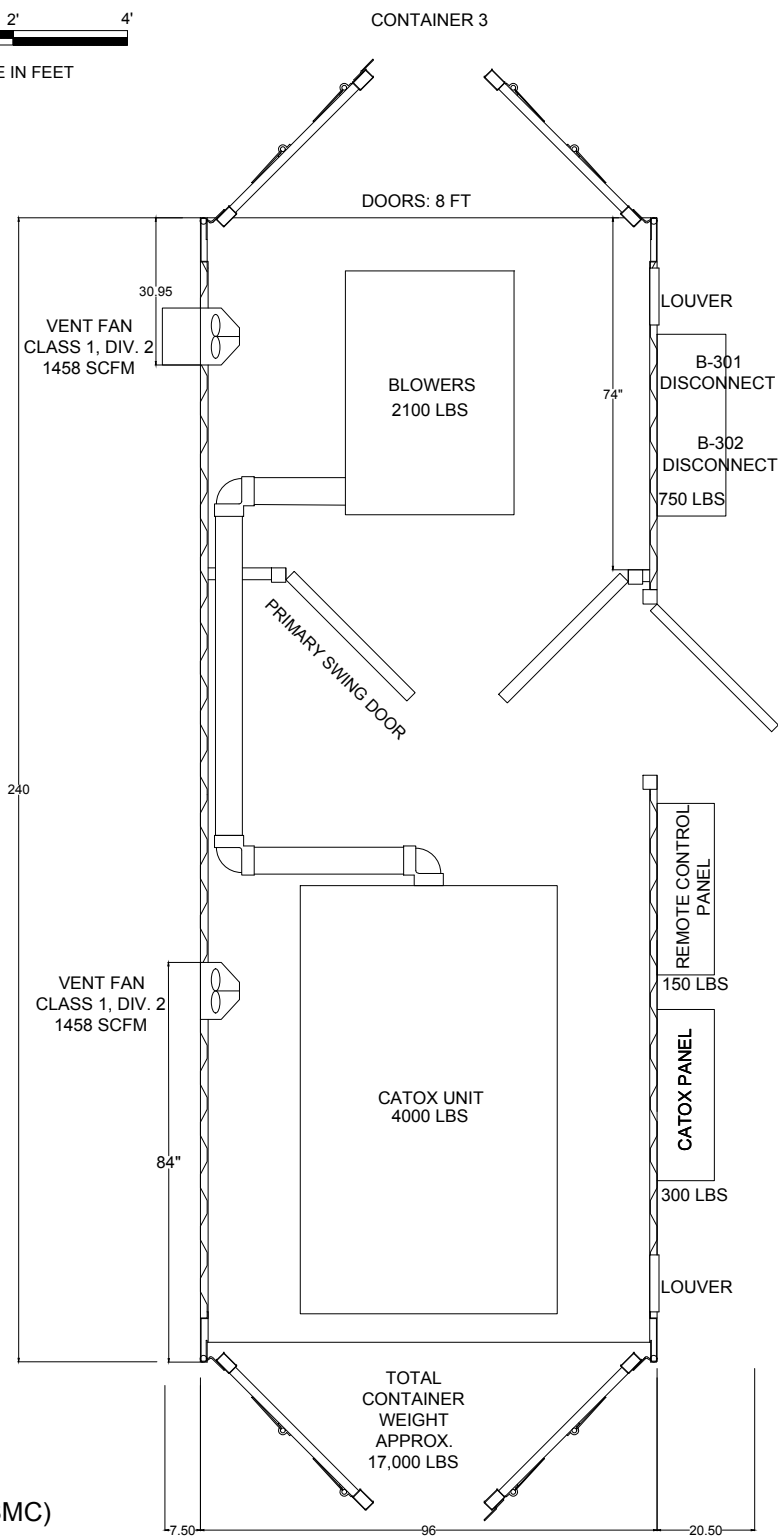 2' 4'
E IN FEET
CONTAINER 3
DOORS: 8 FT
30.95
VENT FAN
CLASS 1, DIV. 2
1458 SCFM
BLOWERS
2100 LBS
74"
LOUVER
B-301
DISCONNECT
B-302
DISCONNECT
750 LBS
PRIMARY SWING DOOR
240
REMOTE CONTROL
PANEL
150 LBS
VENT FAN
CLASS 1, DIV. 2
1458 SCFM
84"
CATOX UNIT
4000 LBS
CATOX PANEL
300 LBS
LOUVER
TOTAL
CONTAINER
WEIGHT
APPROX.
17,000 LBS
MC)
7.50 96 20.50